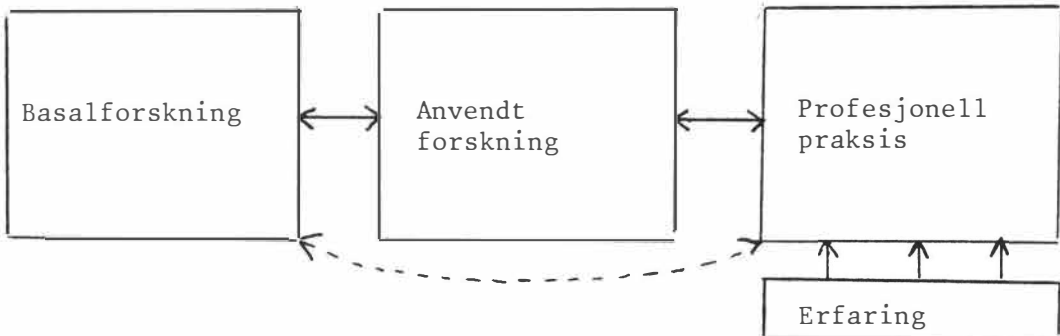 Basalforskning
Anvendt
forskning
Profesjonell
praksis
Erfaring